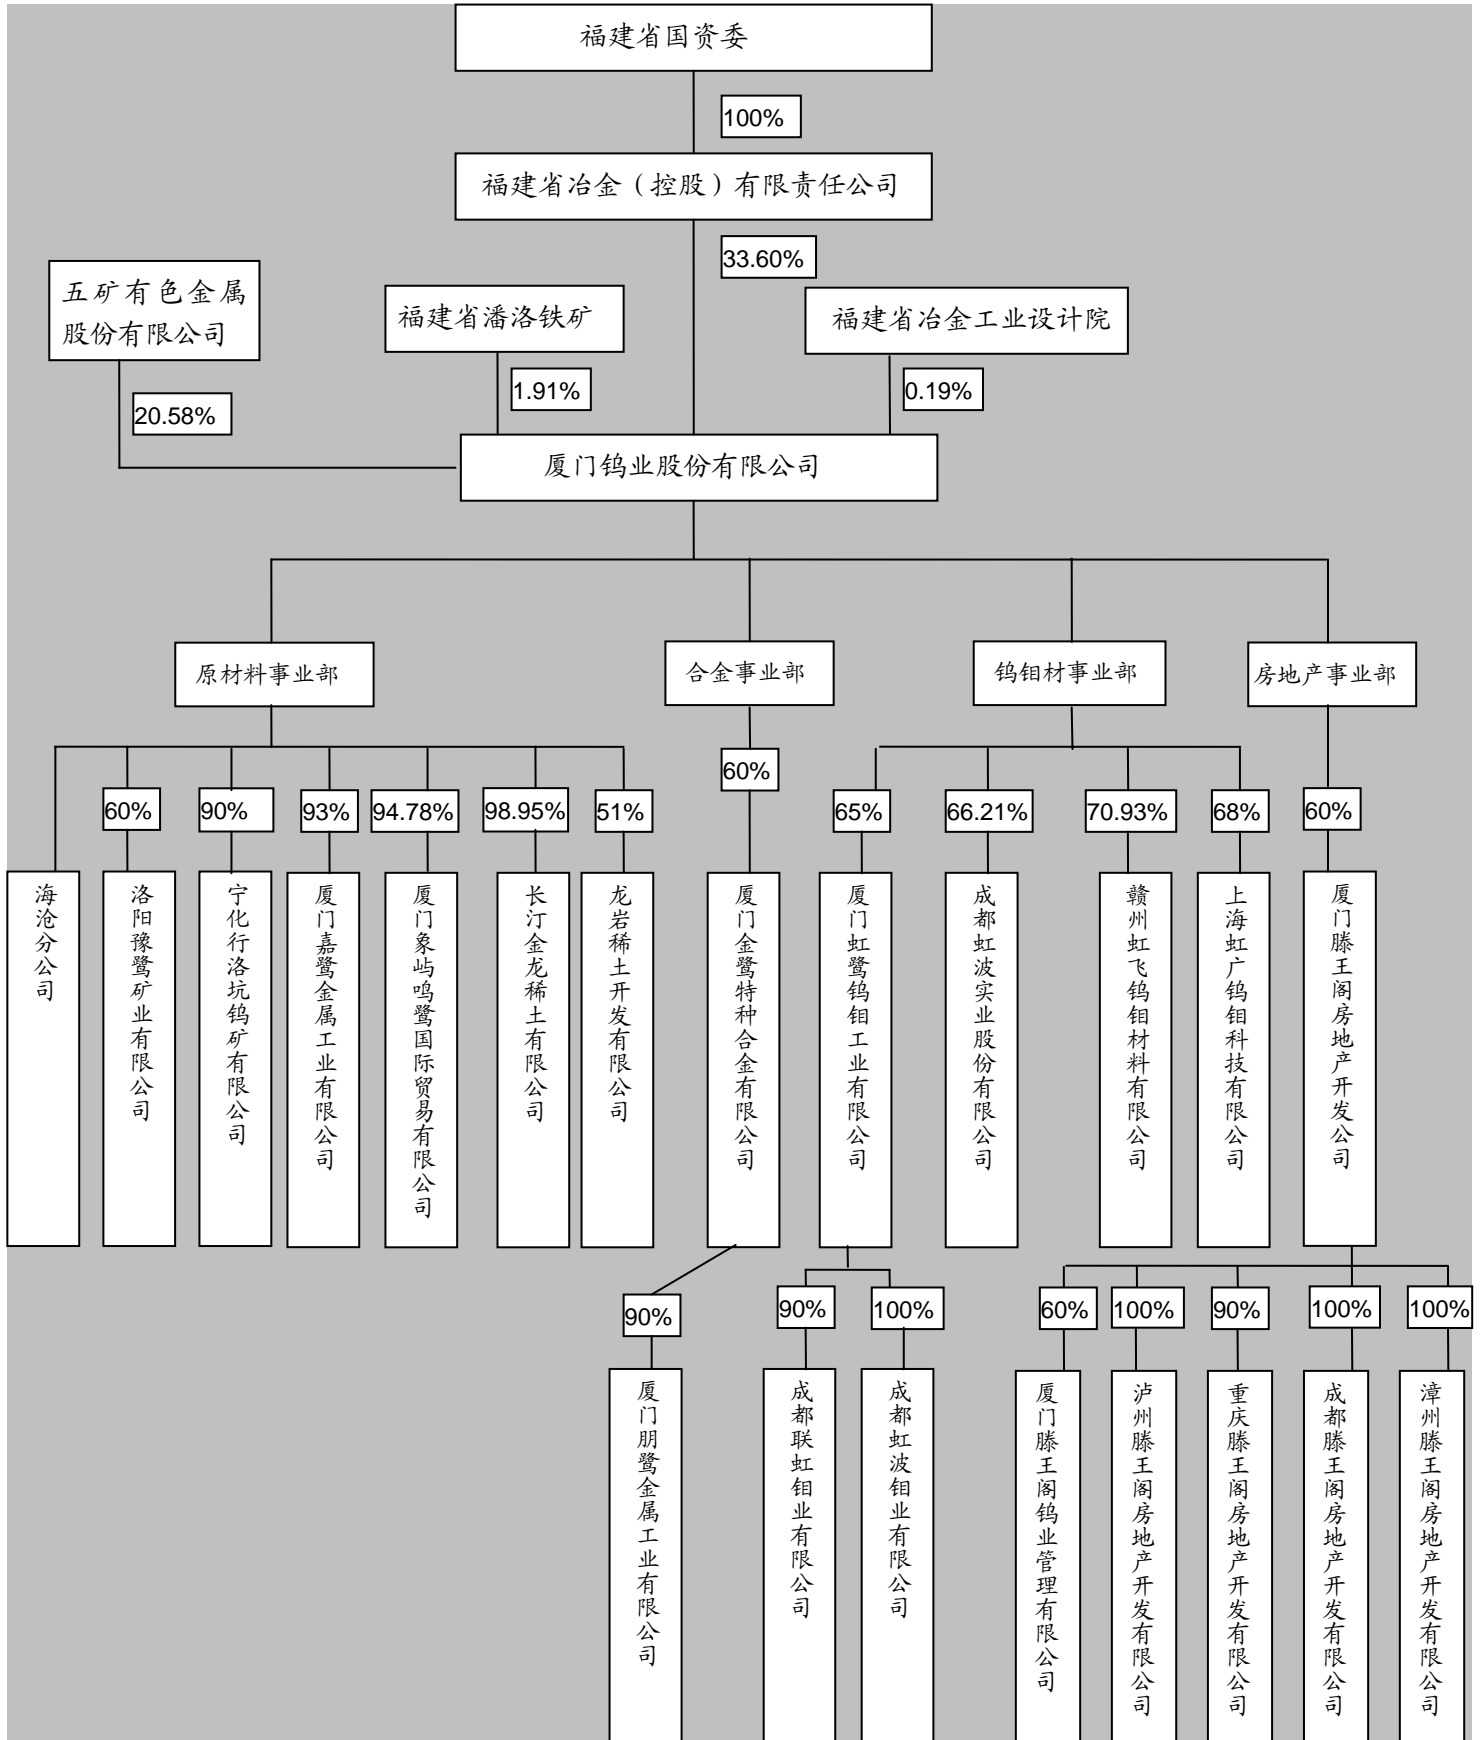 福建省国资委
100%
福建省冶金（控股）有限责任公司
33.60%
五矿有色金属
股份有限公司
福建省潘洛铁矿
福建省冶金工业设计院
1.91%
0.19%
20.58%
厦门钨业股份有限公司
原材料事业部
合金事业部
钨钼材事业部
房地产事业部
60%
60%
90%
93%
94.78%
98.95%
51%
65%
66.21%
70.93%
68%
60%
海沧分公司
洛阳豫鹭矿业有限公司
宁化行洛坑钨矿有限公司
厦门嘉鹭金属工业有限公司
厦门象屿鸣鹭国际贸易有限公司
长汀金龙稀土有限公司
龙岩稀土开发有限公司
厦门金鹭特种合金有限公司
厦门虹鹭钨钼工业有限公司
成都虹波实业股份有限公司
赣州虹飞钨钼材料有限公司
上海虹广钨钼科技有限公司
厦门滕王阁房地产开发公司
90%
90%
100%
60%
100%
90%
100%
100%
厦门朋鹭金属工业有限公司
成都联虹钼业有限公司
成都虹波钼业有限公司
厦门滕王阁钨业管理有限公司
泸州滕王阁房地产开发有限公司
重庆滕王阁房地产开发有限公司
成都滕王阁房地产开发有限公司
漳州滕王阁房地产开发有限公司